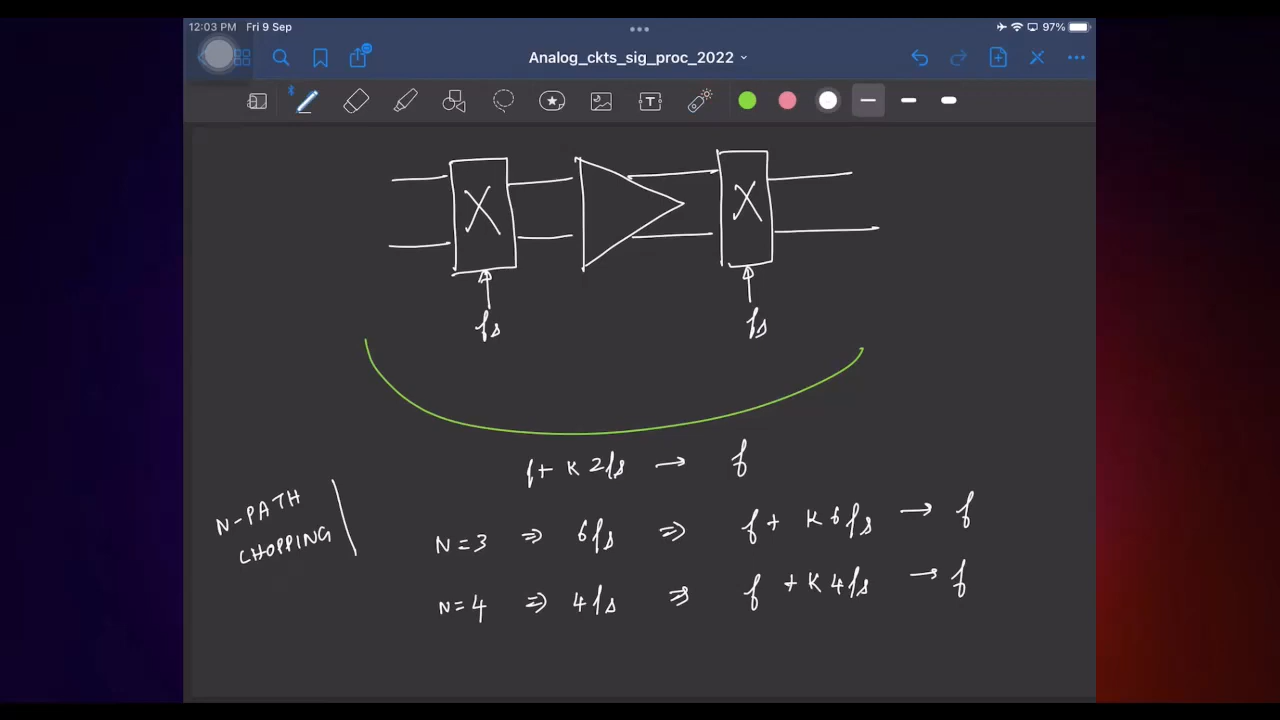 12:03 PM Fri 9 Sep
97%
Analog_ckts_sig_proc_2022
T
X X
fs fs
f + K 2fs → f
N-PATH CHOPPING
N = 3 ⇒ 6fs ⇒ f + K 6fs → f
N = 4 ⇒ 4fs ⇒ f + K 4fs → f